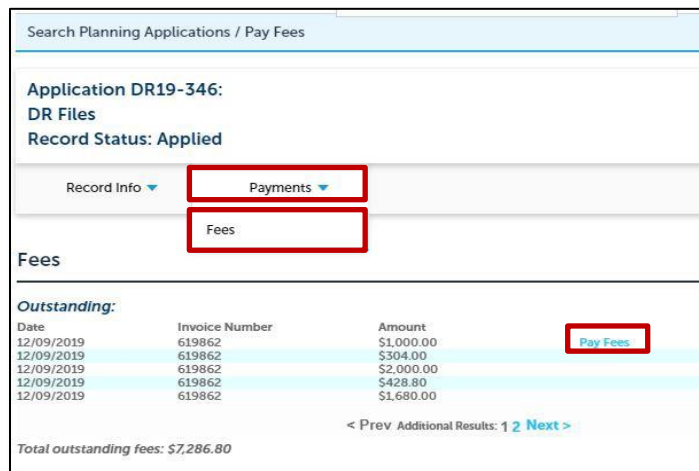 Search Planning Applications / Pay Fees
Application DR19-346:
DR Files
Record Status: Applied
Record Info Payments
Fees
Fees
Outstanding:
Date Invoice Number Amount
12/09/2019 619862 $1,000.00 Pay Fees
12/09/2019 619862 $304.00
12/09/2019 619862 $2,000.00
12/09/2019 619862 $428.80
12/09/2019 619862 $1,680.00
< Prev Additional Results: 1 2 Next >
Total outstanding fees: $7,286.80